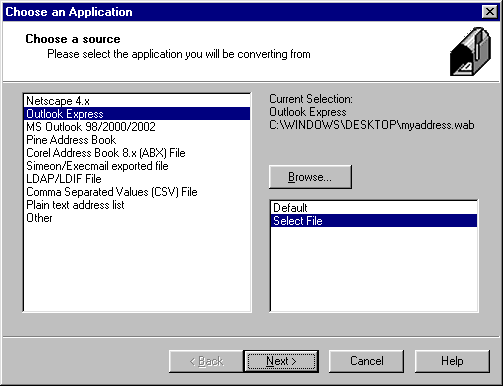 Choose an Application
Choose a source
Please select the application you will be converting from
Netscape 4.x
Outlook Express
MS Outlook 98/2000/2002
Pine Address Book
Corel Address Book 8.x (ABX) File
Simeon/Execmail exported file
LDAP/LDIF File
Comma Separated Values (CSV) File
Plain text address list
Other
Current Selection:
Outlook Express
C:\WINDOWS\DESKTOP\myaddress.wab
Browse...
Default
Select File
< Back
Next >
Cancel
Help